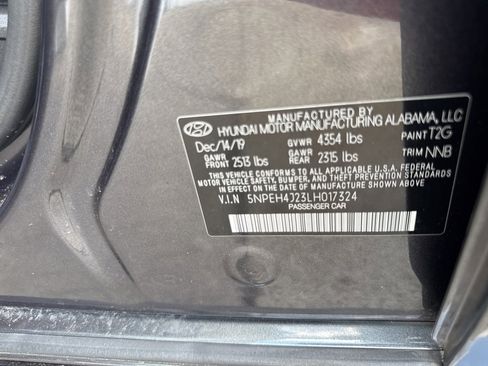 MANUFACTURED BY
HYUNDAI MOTOR MANUFACTURING ALABAMA, LLC
Dec/14/19 GVWR 4354 lbs PAINT T2G
GAWR FRONT 2513 lbs GAWR REAR 2315 lbs TRIM NNB
THIS VEHICLE CONFORMS TO ALL APPLICABLE U.S.A. FEDERAL
MOTOR VEHICLE SAFETY, BUMPER, AND THEFT PREVENTION STANDARDS
IN EFFECT ON THE DATE OF MANUFACTURE SHOWN ABOVE.
V.I.N 5NPEH4J23LH017324
PASSENGER CAR